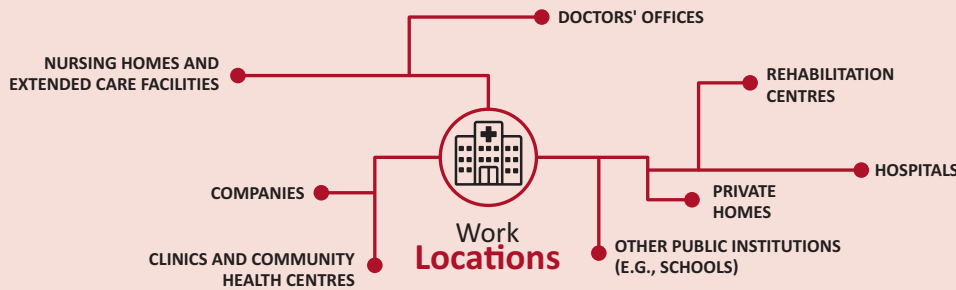 DOCTORS' OFFICES
NURSING HOMES AND
EXTENDED CARE FACILITIES
REHABILITATION
CENTRES
HOSPITALS
COMPANIES
PRIVATE
HOMES
Work
Locations
OTHER PUBLIC INSTITUTIONS
(E.G., SCHOOLS)
CLINICS AND COMMUNITY
HEALTH CENTRES